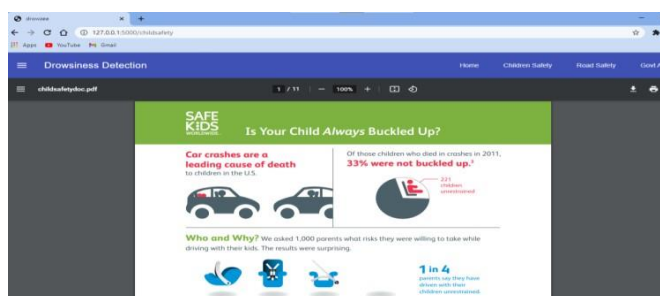 drowsee
127.0.0.1:5000/childsafety
Apps YouTube Gmail
Drowsiness Detection Home Children Safety Road Safety Govt A
childsafetydoc.pdf 1 / 11 100%
SAFE
KIDS
WORLDWIDE
Is Your Child Always Buckled Up?
Car crashes are a
leading cause of death
to children in the U.S.
Of those children who died in crashes in 2011,
33% were not buckled up.¹
221
children
unrestrained
Who and Why? We asked 1,000 parents what risks they were willing to take while
driving with their kids. The results were surprising.
1 in 4
parents say they have
driven with their
children unrestrained